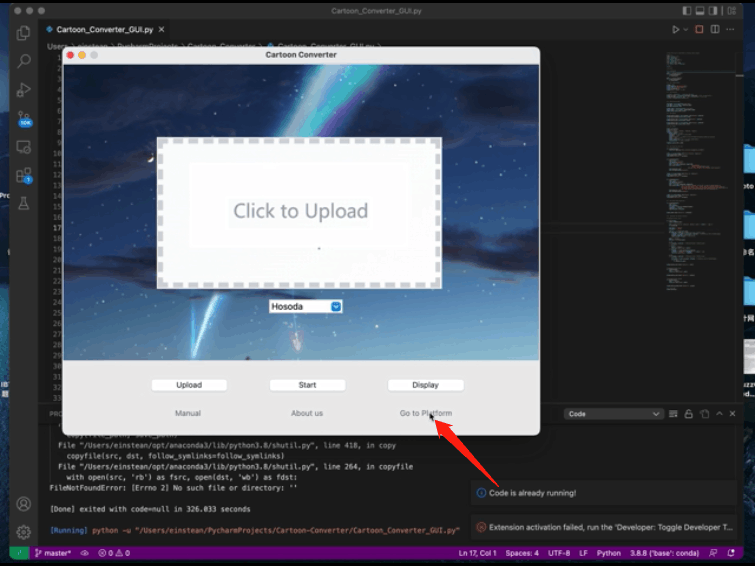 Cartoon_Converter_GUI.py
Cartoon_Converter_GUI.py ×
Cartoon Converter
Click to Upload
Hosoda
Upload Start Display
Manual About us Go to Platform
Code
File "/Users/einstean/opt/anaconda3/lib/python3.8/shutil.py", line 418, in copy
copyfile(src, dst, follow_symlinks=follow_symlinks)
File "/Users/einstean/opt/anaconda3/lib/python3.8/shutil.py", line 264, in copyfile
with open(src, 'rb') as fsrc, open(dst, 'wb') as fdst:
FileNotFoundError: [Errno 2] No such file or directory: ''
[Done] exited with code=null in 326.033 seconds
[Running] python -u "/Users/einstean/PycharmProjects/Cartoon-Converter/Cartoon_Converter_GUI.py"
Code is already running!
Extension activation failed, run the 'Developer: Toggle Developer T...
master* 0 0 Ln 17, Col 1 Spaces: 4 UTF-8 LF Python 3.8.8 ('base': conda)